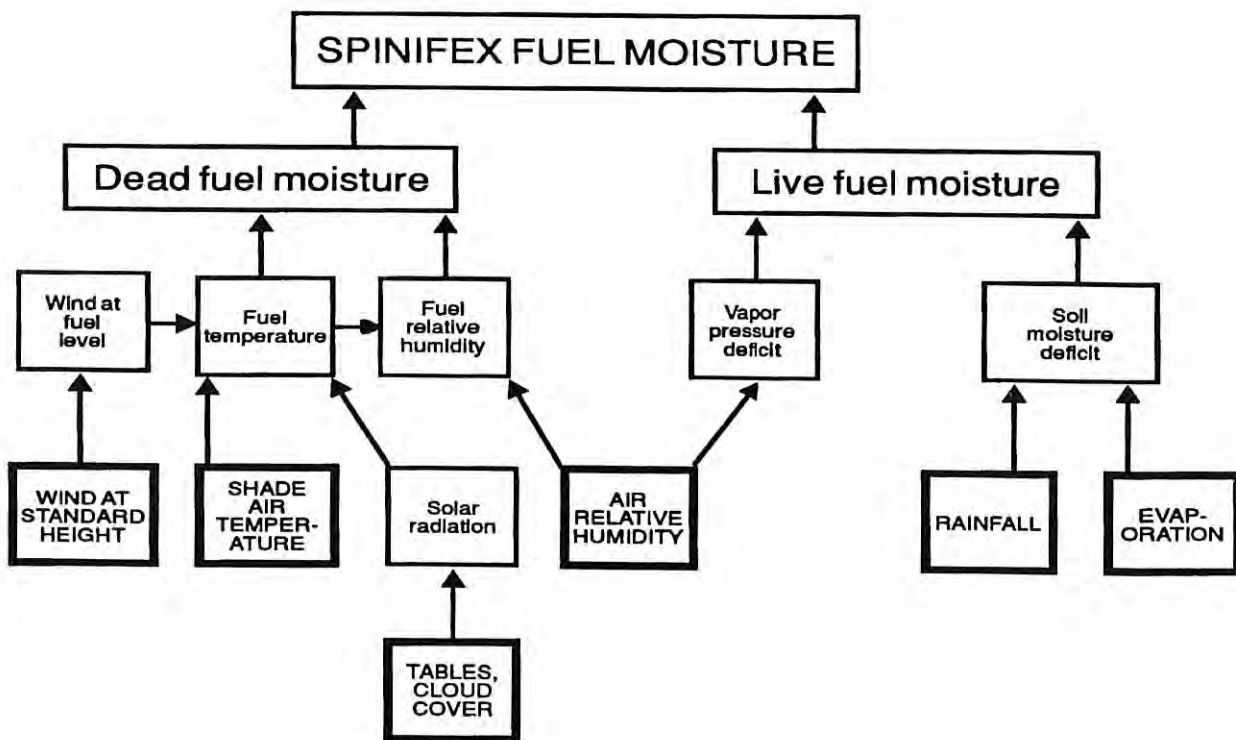 SPINIFEX FUEL MOISTURE
Dead fuel moisture
Live fuel moisture
Wind at
fuel
level
Fuel
temperature
Fuel
relative
humidity
Vapor
pressure
deficit
Soil
moisture
deficit
WIND AT
STANDARD
HEIGHT
SHADE
AIR
TEMPER-
ATURE
Solar
radiation
AIR
RELATIVE
HUMIDITY
RAINFALL
EVAP-
ORATION
TABLES,
CLOUD
COVER